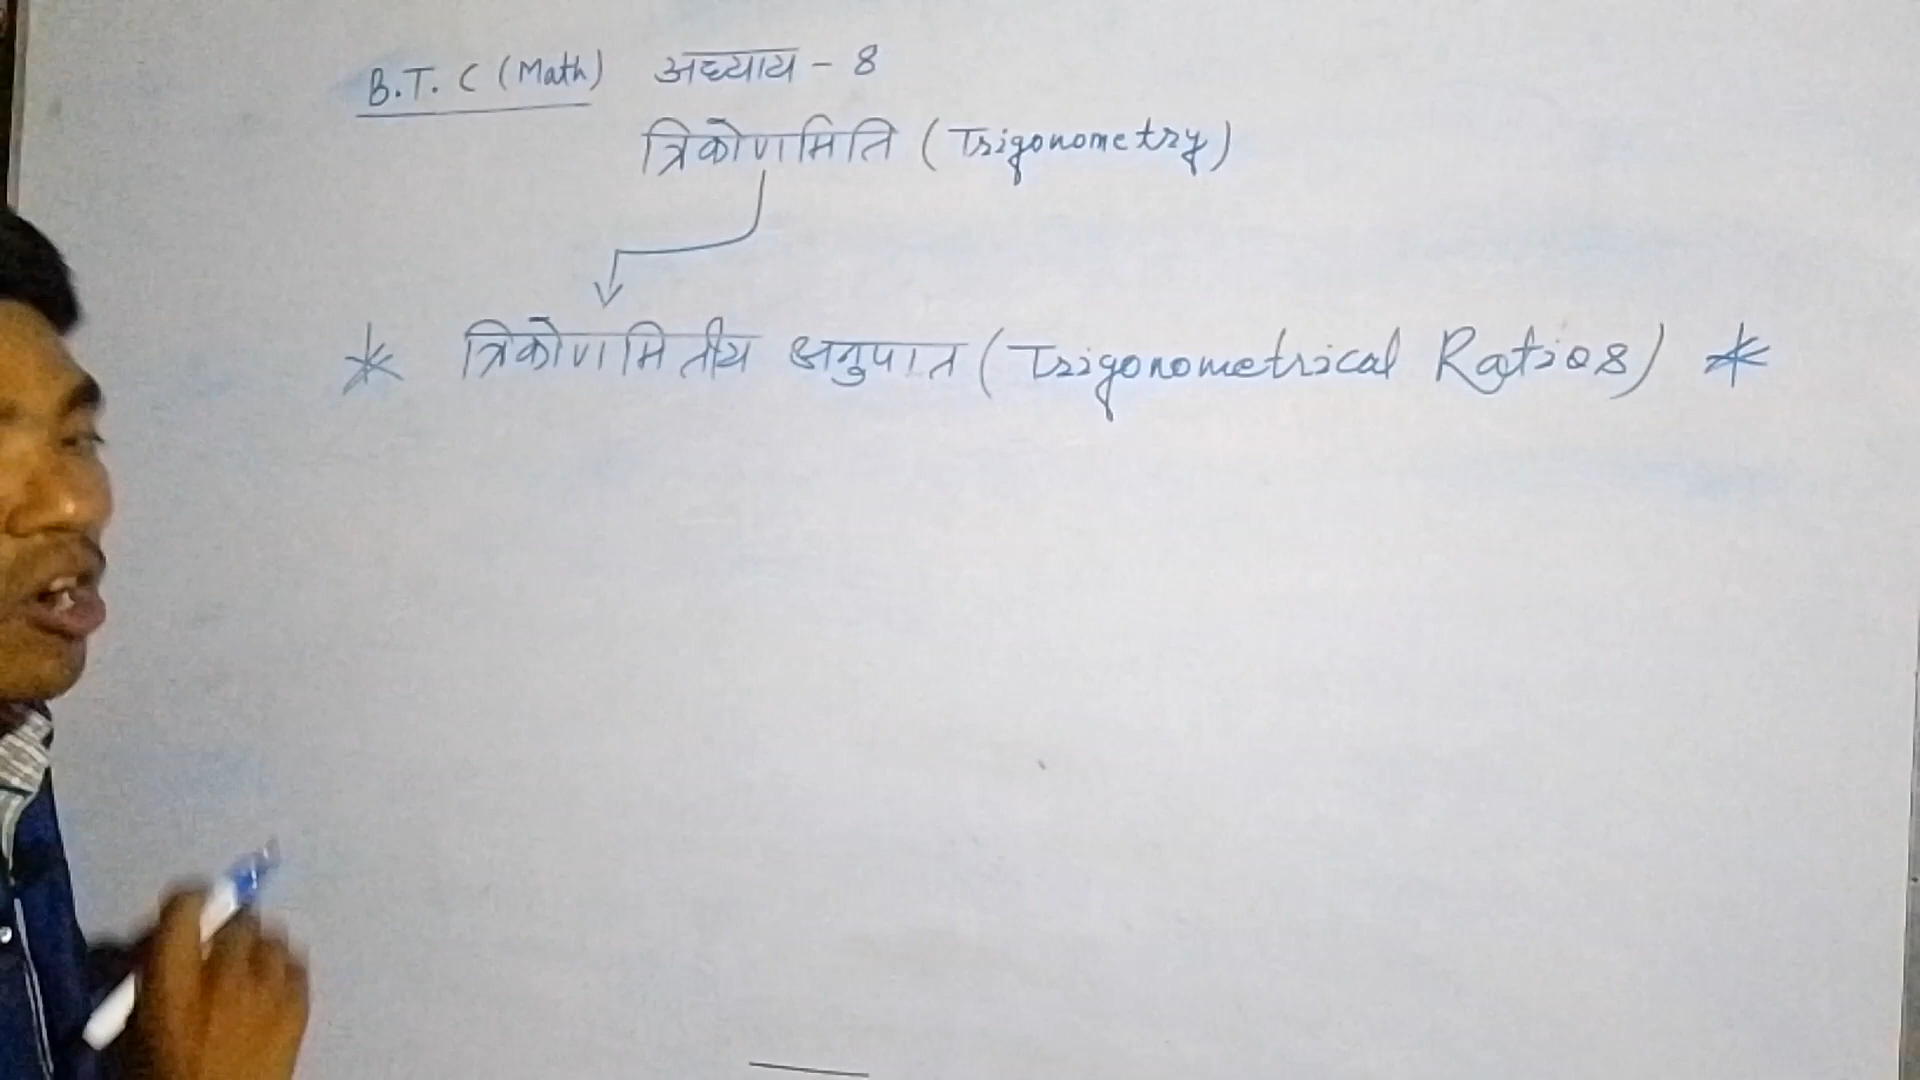 B.T. C (Math) अध्याय - 8
त्रिकोणमिति (Trigonometry)
* त्रिकोणमितीय अनुपात (Trigonometrical Ratios) *